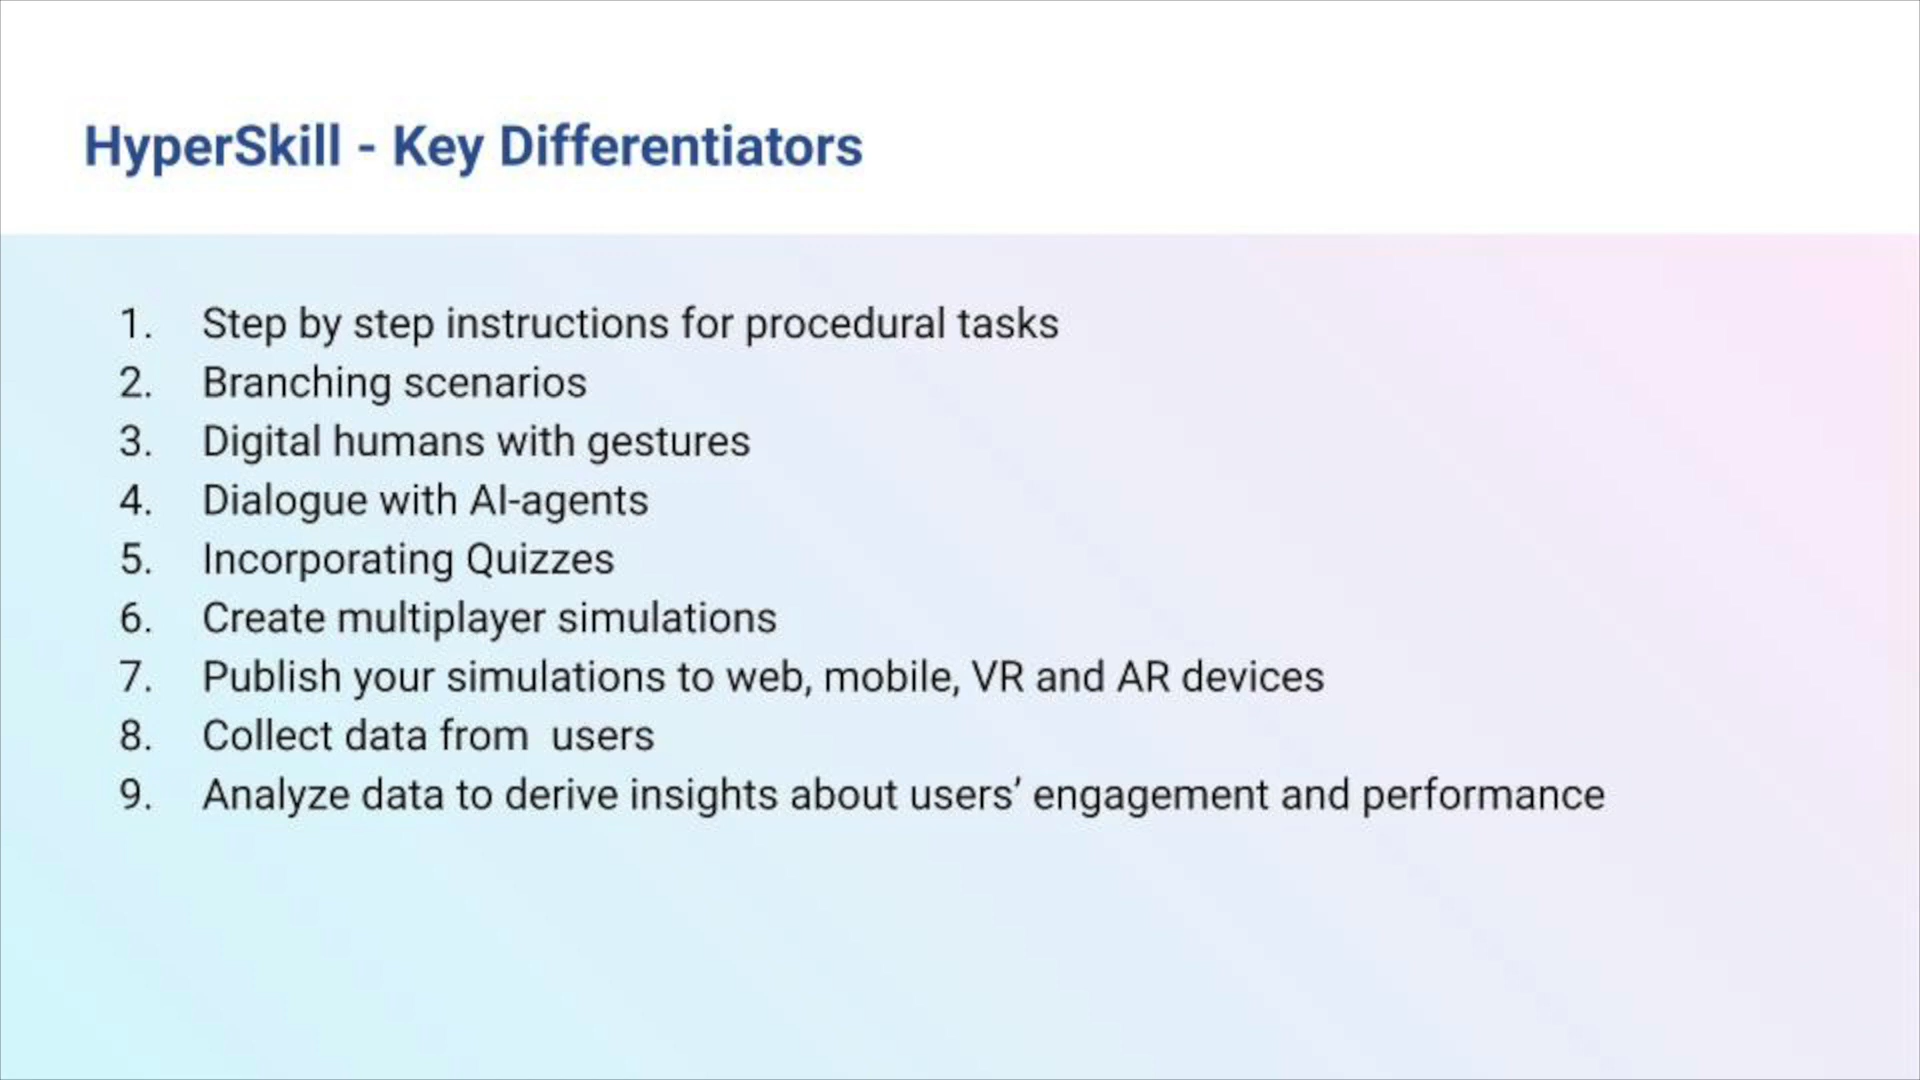 HyperSkill - Key Differentiators
1. Step by step instructions for procedural tasks
2. Branching scenarios
3. Digital humans with gestures
4. Dialogue with AI-agents
5. Incorporating Quizzes
6. Create multiplayer simulations
7. Publish your simulations to web, mobile, VR and AR devices
8. Collect data from  users
9. Analyze data to derive insights about users’ engagement and performance